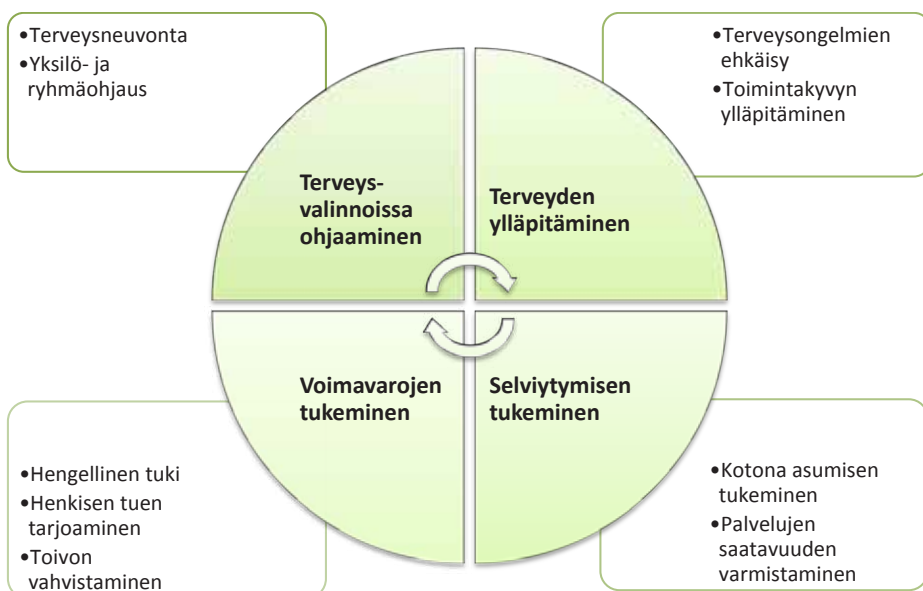 •Terveysneuvonta
•Yksilö- ja
ryhmäohjaus
•Terveysongelmien
ehkäisy
•Toimintakyvyn
ylläpitäminen
Terveys-
valinnoissa
ohjaaminen
Terveyden
ylläpitäminen
Voimavarojen
tukeminen
Selviytymisen
tukeminen
•Hengellinen tuki
•Henkisen tuen
tarjoaminen
•Toivon
vahvistaminen
•Kotona asumisen
tukeminen
•Palvelujen
saatavuuden
varmistaminen